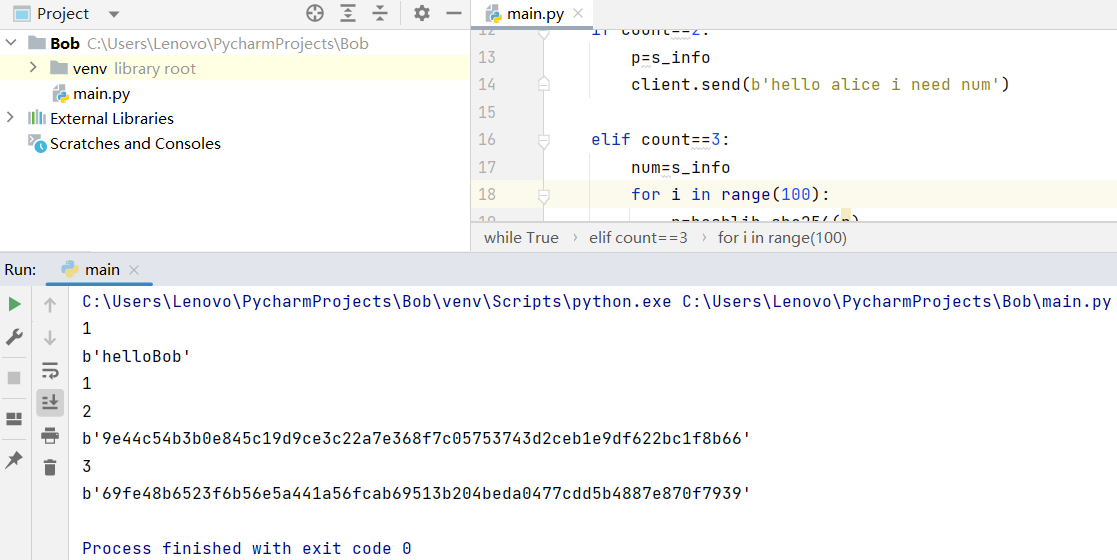 Project
main.py
Bob C:\Users\Lenovo\PycharmProjects\Bob
venv library root
main.py
External Libraries
Scratches and Consoles
12 if count==2:
13 p=s_info
14 client.send(b'hello alice i need num')
15
16 elif count==3:
17 num=s_info
18 for i in range(100):
while True › elif count==3 › for i in range(100)
Run: main
C:\Users\Lenovo\PycharmProjects\Bob\venv\Scripts\python.exe C:\Users\Lenovo\PycharmProjects\Bob\main.py
1
b'helloBob'
1
2
b'9e44c54b3b0e845c19d9ce3c22a7e368f7c05753743d2ceb1e9df622bc1f8b66'
3
b'69fe48b6523f6b56e5a441a56fcab69513b204beda0477cdd5b4887e870f7939'
Process finished with exit code 0